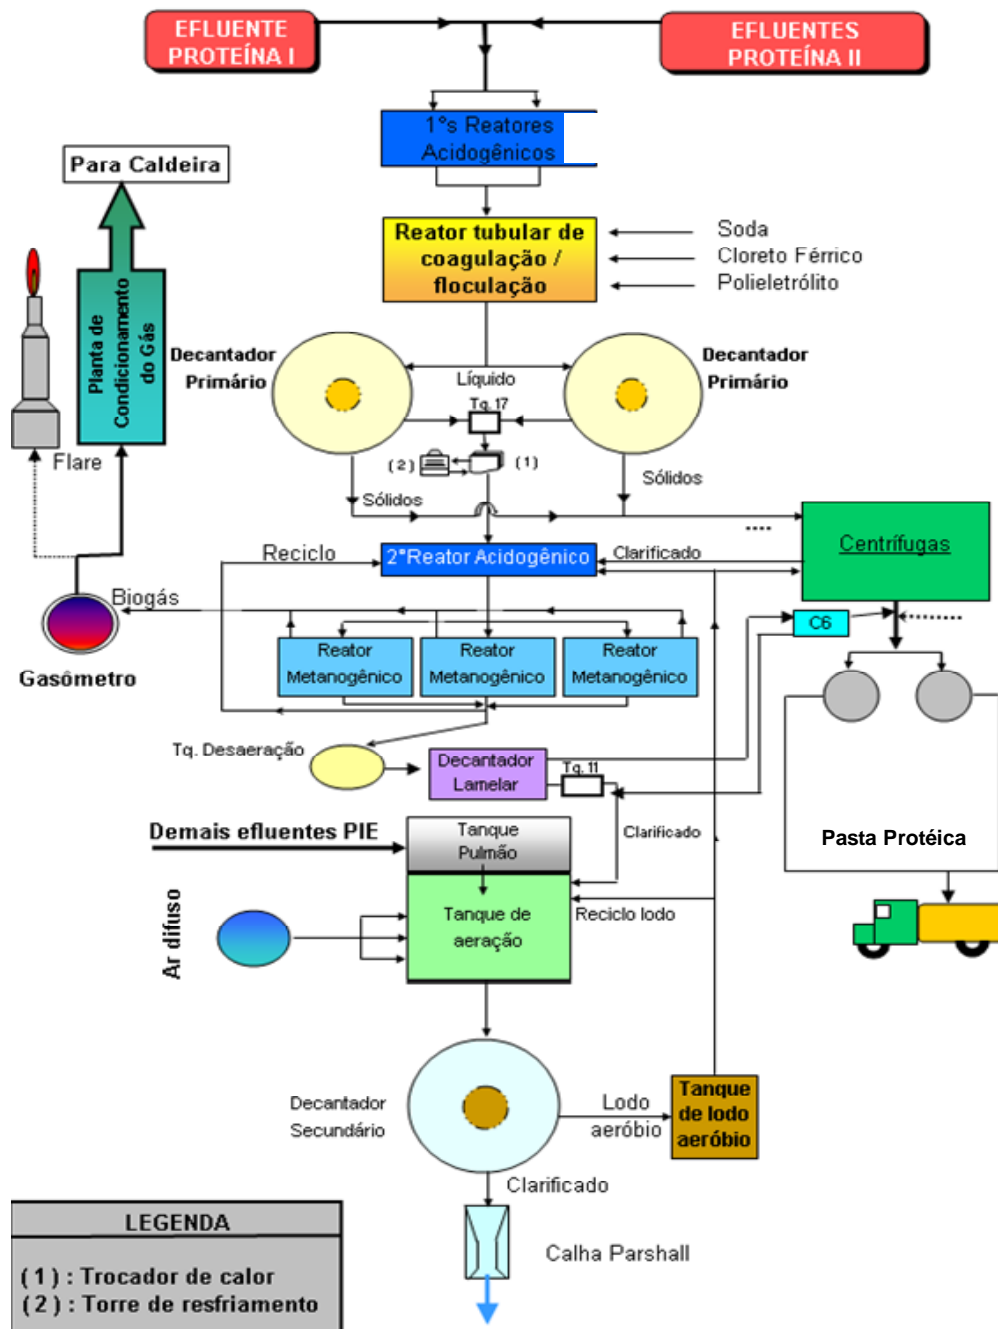 EFLUENTE
PROTEÍNA I
EFLUENTES
PROTEÍNA II
1°s Reatores
Acidogênicos
Para Caldeira
Reator tubular de
coagulação /
floculação
Soda
Cloreto Férrico
Polieletrólito
Planta de
Condicionamento
do Gás
Decantador
Primário
Decantador
Primário
Líquido
Tq. 17
Flare
( 2 )
( 1 )
Sólidos
Sólidos
Centrífugas
Reciclo
2°Reator Acidogênico
Clarificado
Biogás
C6
Gasômetro
Reator
Metanogênico
Reator
Metanogênico
Reator
Metanogênico
Tq. Desaeração
Decantador
Lamelar
Tq. 11
Demais efluentes PIE
Tanque
Pulmão
Clarificado
Pasta Protéica
Ar difuso
Tanque de
aeração
Reciclo lodo
Decantador
Secundário
Lodo
aeróbio
Tanque
de lodo
aeróbio
Clarificado
Calha Parshall
LEGENDA
( 1 ) : Trocador de calor
( 2 ) : Torre de resfriamento